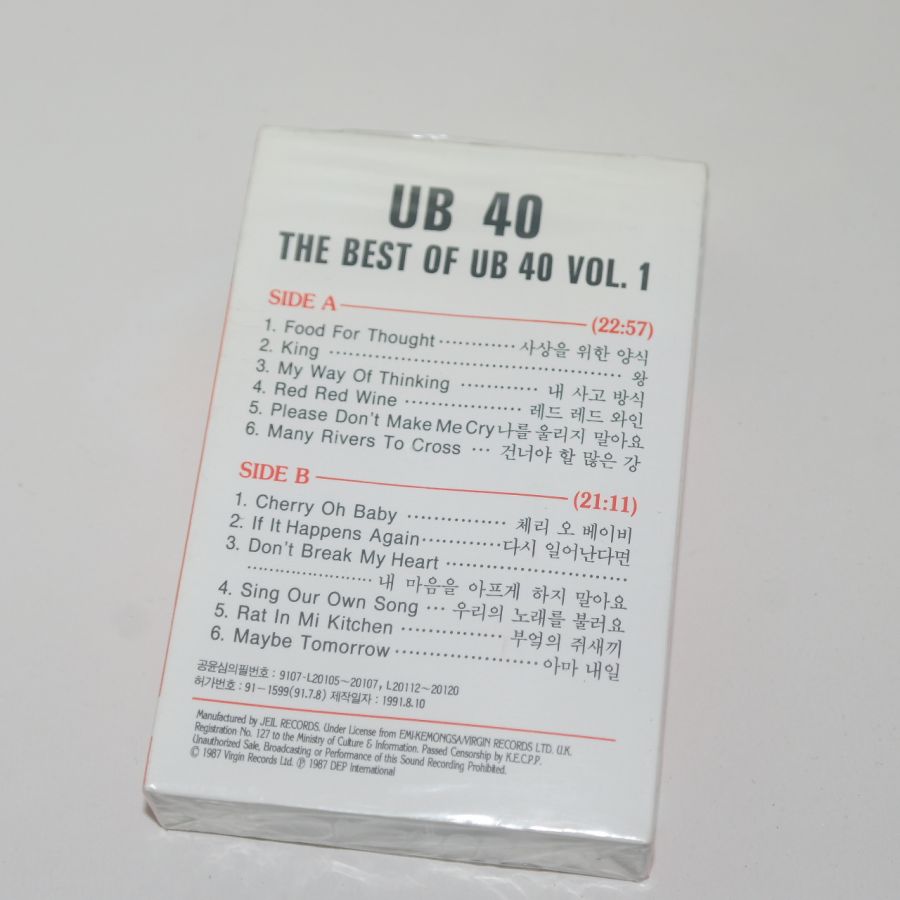 UB 40
THE BEST OF UB 40 VOL. 1
SIDE A (22:57)
1. Food For Thought ············ 사상을 위한 양식
2. King ······································ 왕
3. My Way Of Thinking ············ 내 사고 방식
4. Red Red Wine ·················· 레드 레드 와인
5. Please Don't Make Me Cry 나를 울리지 말아요
6. Many Rivers To Cross ··· 건너야 할 많은 강
SIDE B (21:11)
1. Cherry Oh Baby ··············· 체리 오 베이비
2. If It Happens Again ············ 다시 일어난다면
3. Don't Break My Heart ···························
······················ 내 마음을 아프게 하지 말아요
4. Sing Our Own Song ··· 우리의 노래를 불러요
5. Rat In Mi Kitchen ··············· 부엌의 쥐새끼
6. Maybe Tomorrow ····················· 아마 내일
공윤심의필번호 : 9107-L20105~20107, L20112~20120
허가번호 : 91-1599(91.7.8) 제작일자 : 1991.8.10
Manufactured by JEIL RECORDS. Under License from EMI-KEMONGSA/VIRGIN RECORDS LTD. U.K.
Registration No. 127 to the Ministry of Culture & Information. Passed Censorship by K.E.C.P.P.
Unauthorized Sale, Broadcasting or Performance of this Sound Recording Prohibited.
© 1987 Virgin Records Ltd. ℗ 1987 DEP International